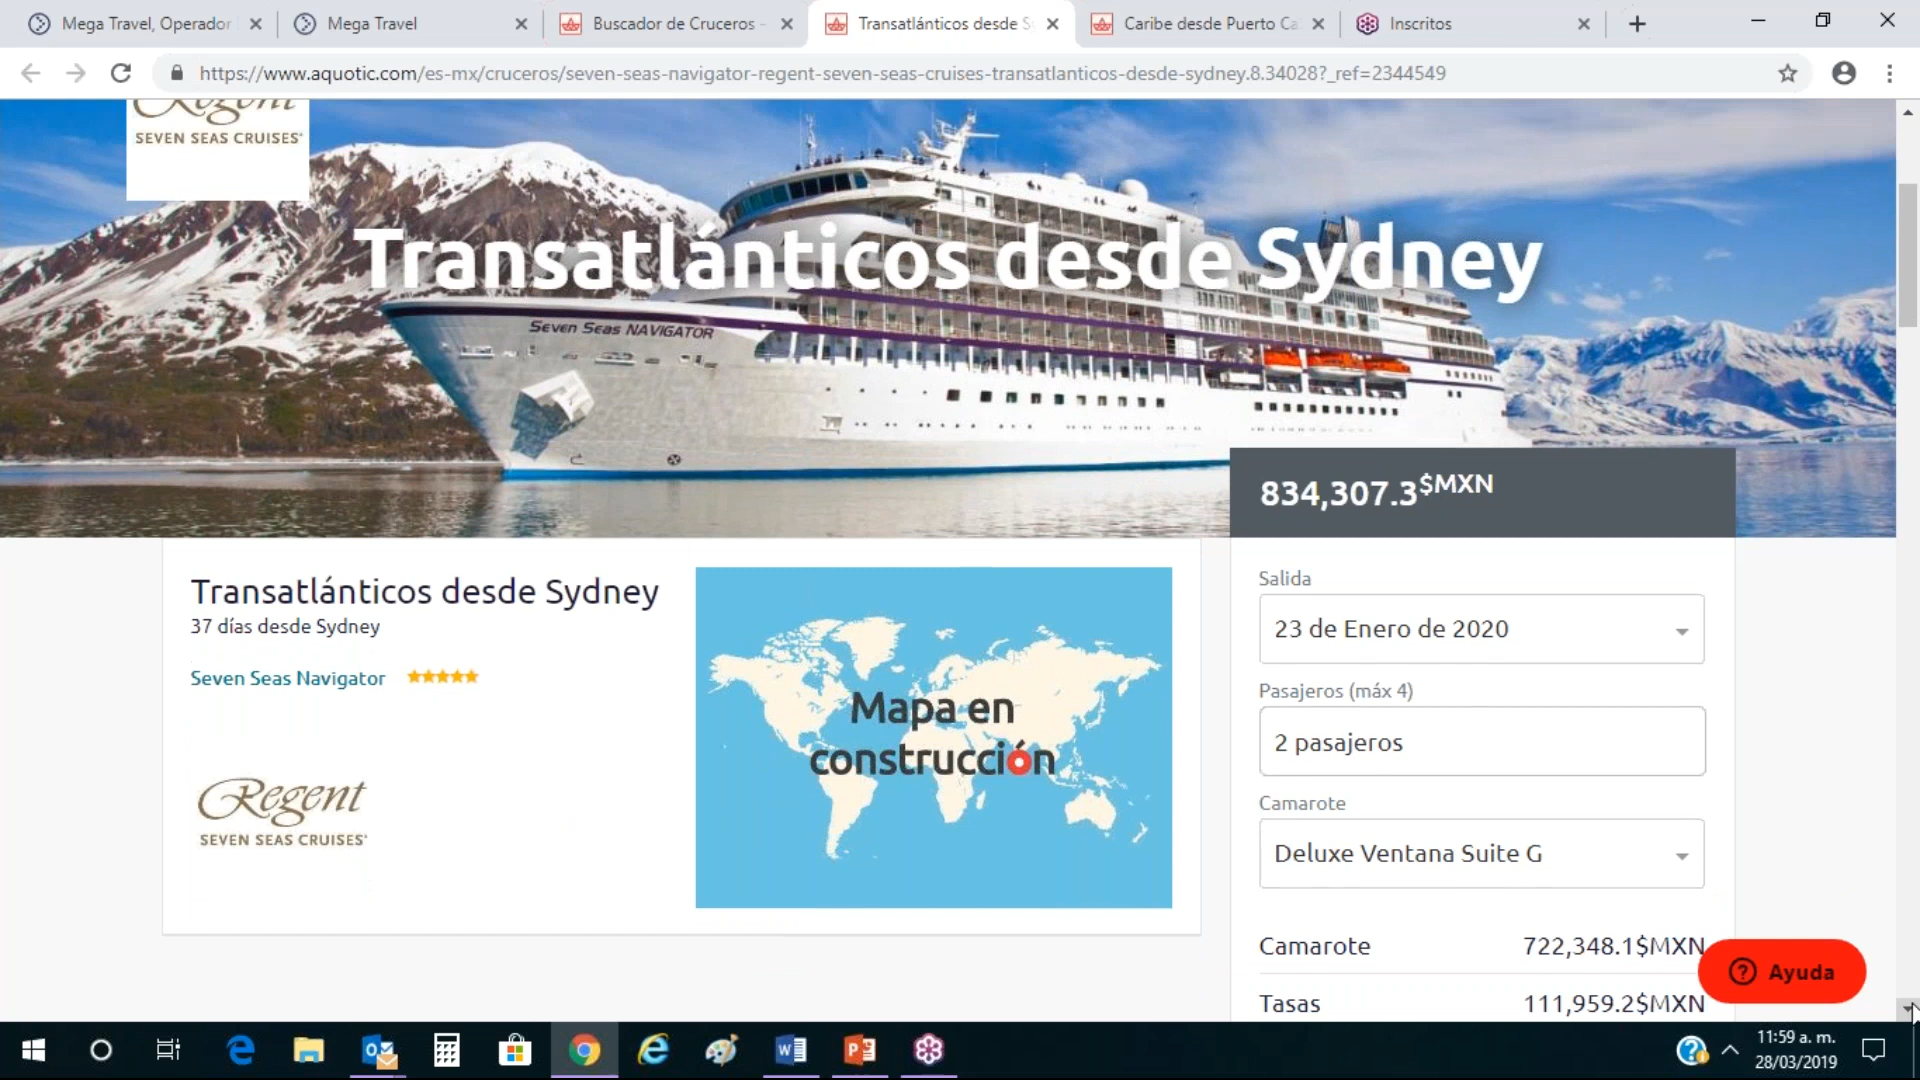 Mega Travel, Operador
Mega Travel
Buscador de Cruceros -
Transatlánticos desde S
Caribe desde Puerto Ca
Inscritos
https://www.aquotic.com/es-mx/cruceros/seven-seas-navigator-regent-seven-seas-cruises-transatlanticos-desde-sydney.8.34028?_ref=2344549
Regent
SEVEN SEAS CRUISES
Transatlánticos desde Sydney
Seven Seas NAVIGATOR
834,307.3$MXN
Transatlánticos desde Sydney
37 días desde Sydney
Seven Seas Navigator
Regent
SEVEN SEAS CRUISES
Mapa en
construcción
Salida
23 de Enero de 2020
Pasajeros (máx 4)
2 pasajeros
Camarote
Deluxe Ventana Suite G
Camarote 722,348.1$MXN
Tasas 111,959.2$MXN
Ayuda
11:59 a. m.
28/03/2019